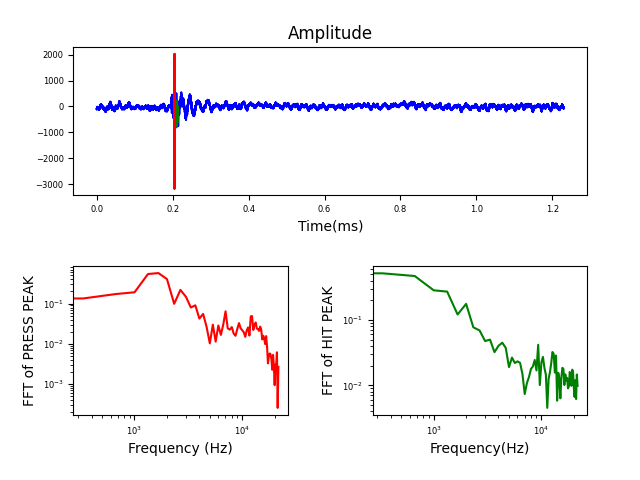 Amplitude
2000
1000
0
−1000
−2000
−3000
0.0 0.2 0.4 0.6 0.8 1.0 1.2
Time(ms)
FFT of PRESS PEAK
10⁻¹
10⁻²
10⁻³
10³ 10⁴
Frequency (Hz)
FFT of HIT PEAK
10⁻¹
10⁻²
10³ 10⁴
Frequency(Hz)